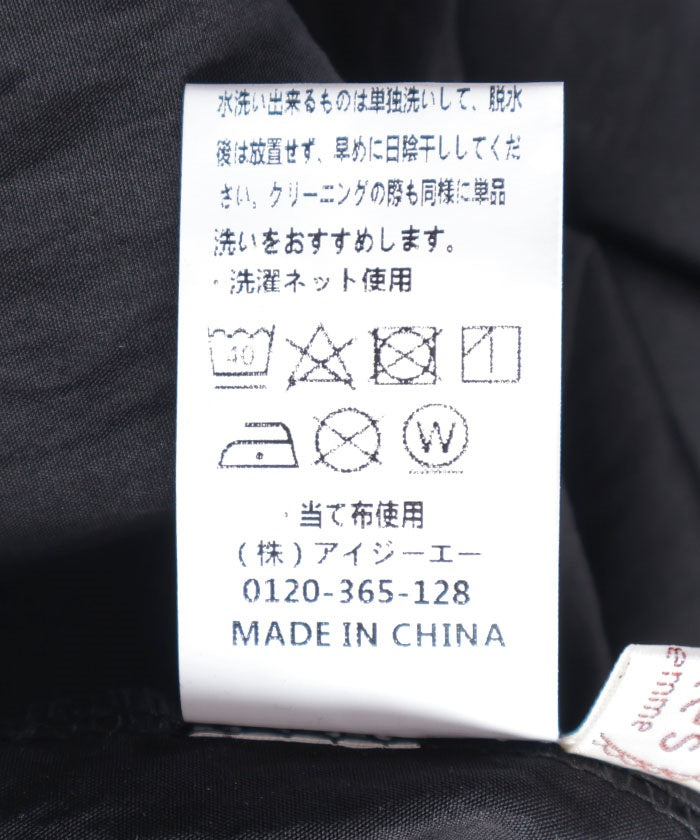 水洗い出来るものは単独洗いして、脱水
後は放置せず、早めに日陰干ししてくだ
さい。クリーニングの際も同様に単品
洗いをおすすめします。
・洗濯ネット使用
40
W
・当て布使用
(株)アイジーエー
0120-365-128
MADE IN CHINA
emme